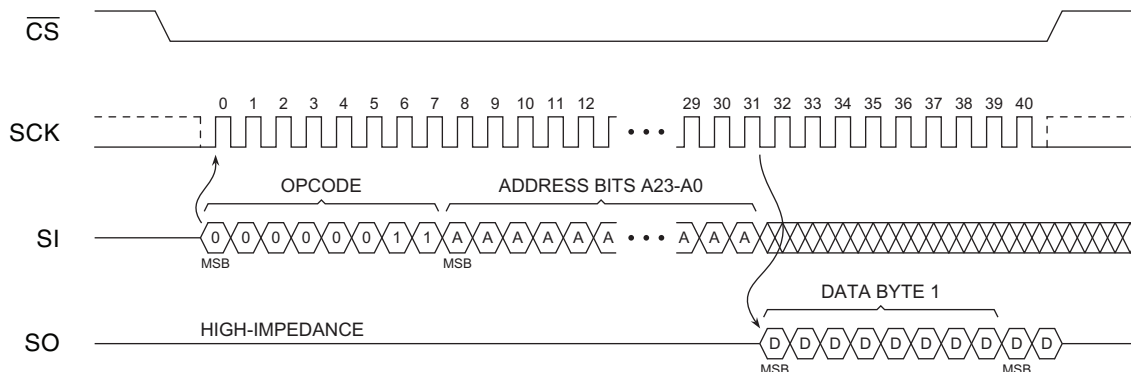 CS
0 1 2 3 4 5 6 7 8 9 10 11 12 29 30 31 32 33 34 35 36 37 38 39 40
SCK
OPCODE ADDRESS BITS A23-A0
SI 0 0 0 0 0 0 1 1 A A A A A A A A A
MSB MSB
DATA BYTE 1
HIGH-IMPEDANCE
SO D D D D D D D D D D
MSB MSB